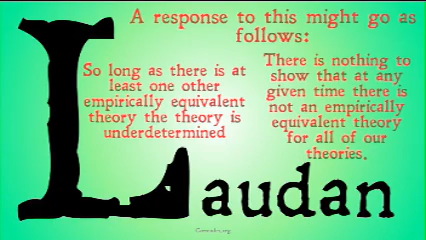 A response to this might go as
follows:
So long as there is at
least one other
empirically equivalent
theory the theory is
underdetermined
There is nothing to
show that at any
given time there is
not an empirically
equivalent theory
for all of our
theories.
Laudan